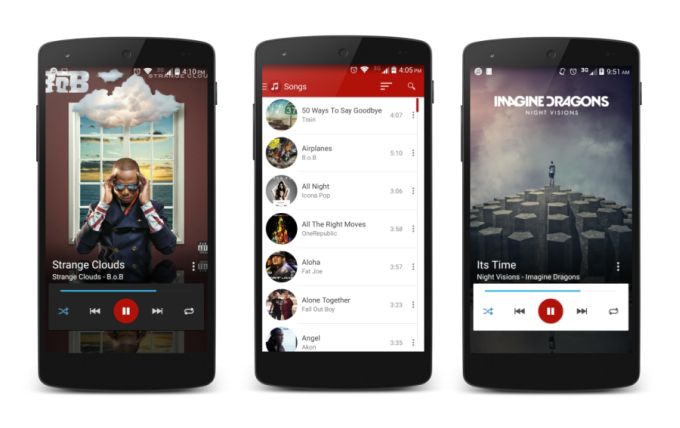 4:10 PM
B.o.B
STRANGE CLOU
Strange Clouds
Strange Clouds - B.o.B
3G
4:05 PM
Songs
50 Ways To Say Goodbye
Train
4:07
Airplanes
B.o.B
5:10
All Night
Icona Pop
3:06
All The Right Moves
OneRepublic
3:58
Aloha
Fat Joe
3:57
Alone Together
Fall Out Boy
3:23
Angel
Akon
3:35
3G
9:51 AM
IMAGINE DRAGONS
NIGHT VISIONS
Its Time
Night Visions - Imagine Dragons